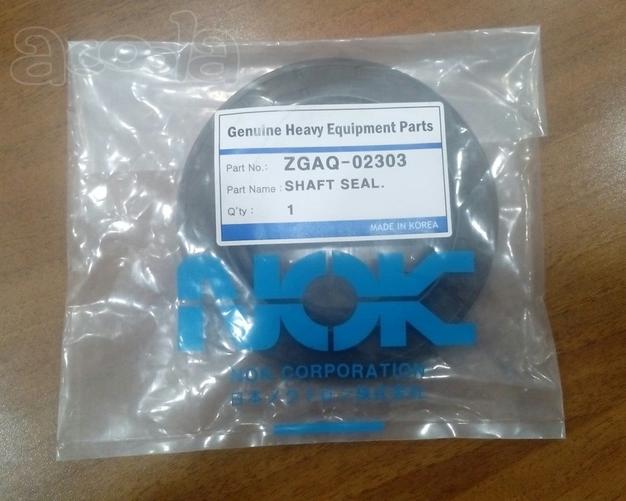 acoola
Genuine Heavy Equipment Parts
Part No.: ZGAQ-02303
Part Name : SHAFT SEAL.
Q'ty : 1
MADE IN KOREA
NOK
NOK CORPORATION